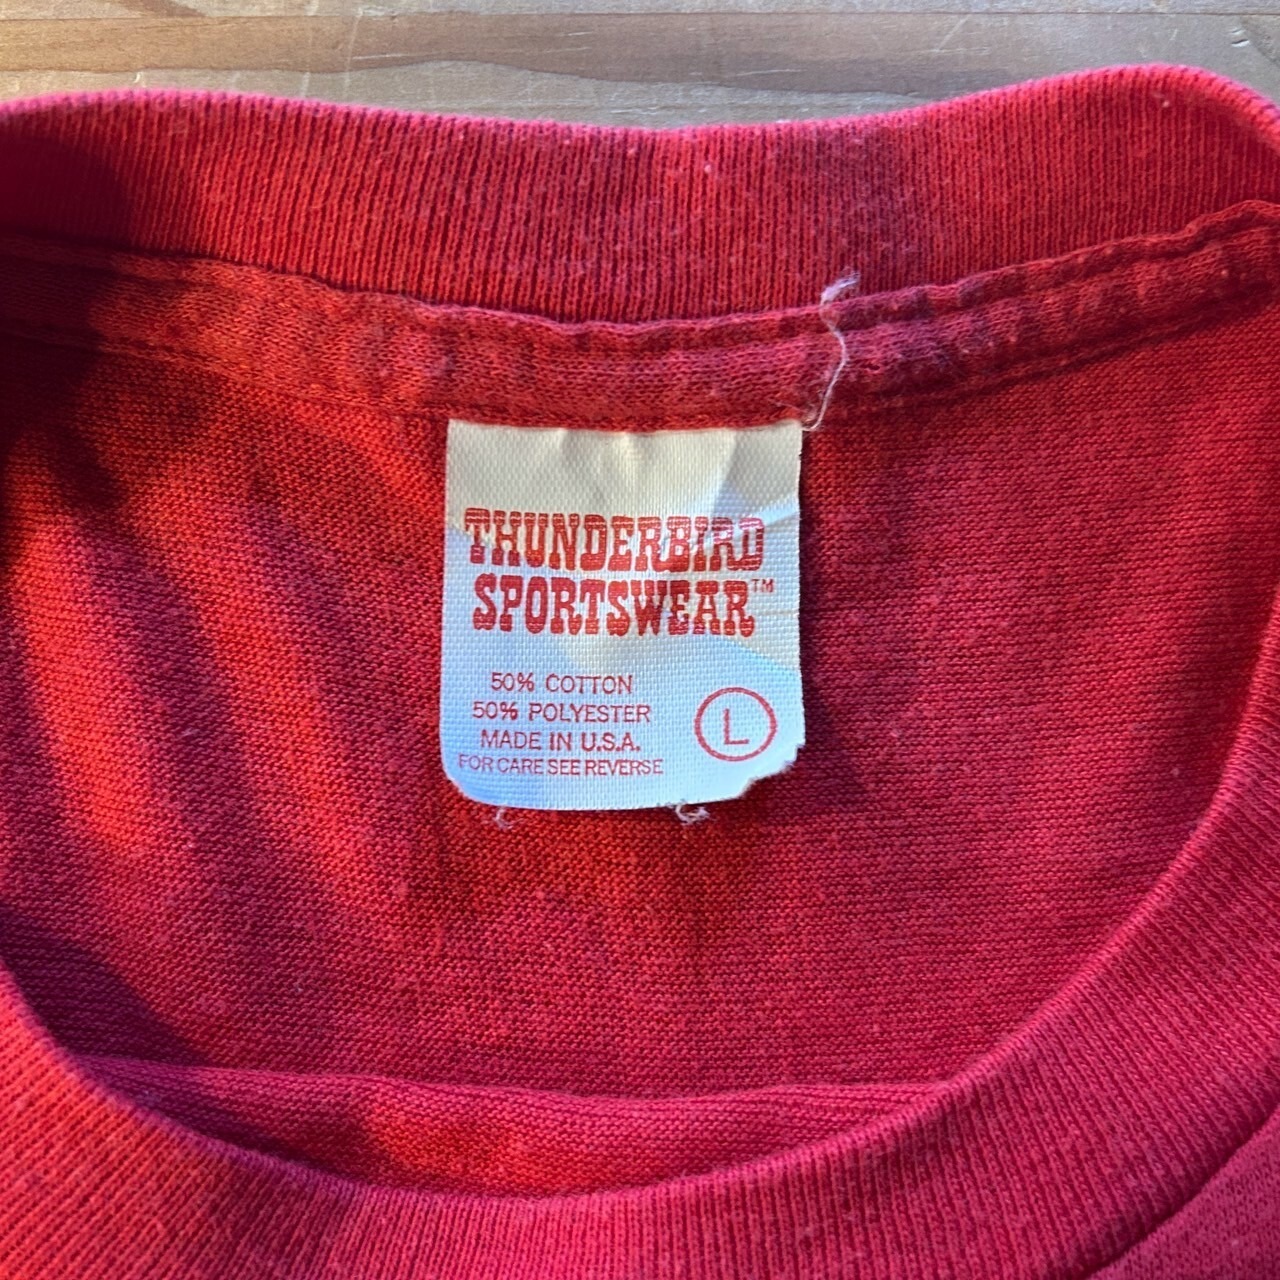 THUNDERBIRD
SPORTSWEAR™
50% COTTON
50% POLYESTER
MADE IN U.S.A.
FOR CARE SEE REVERSE
L